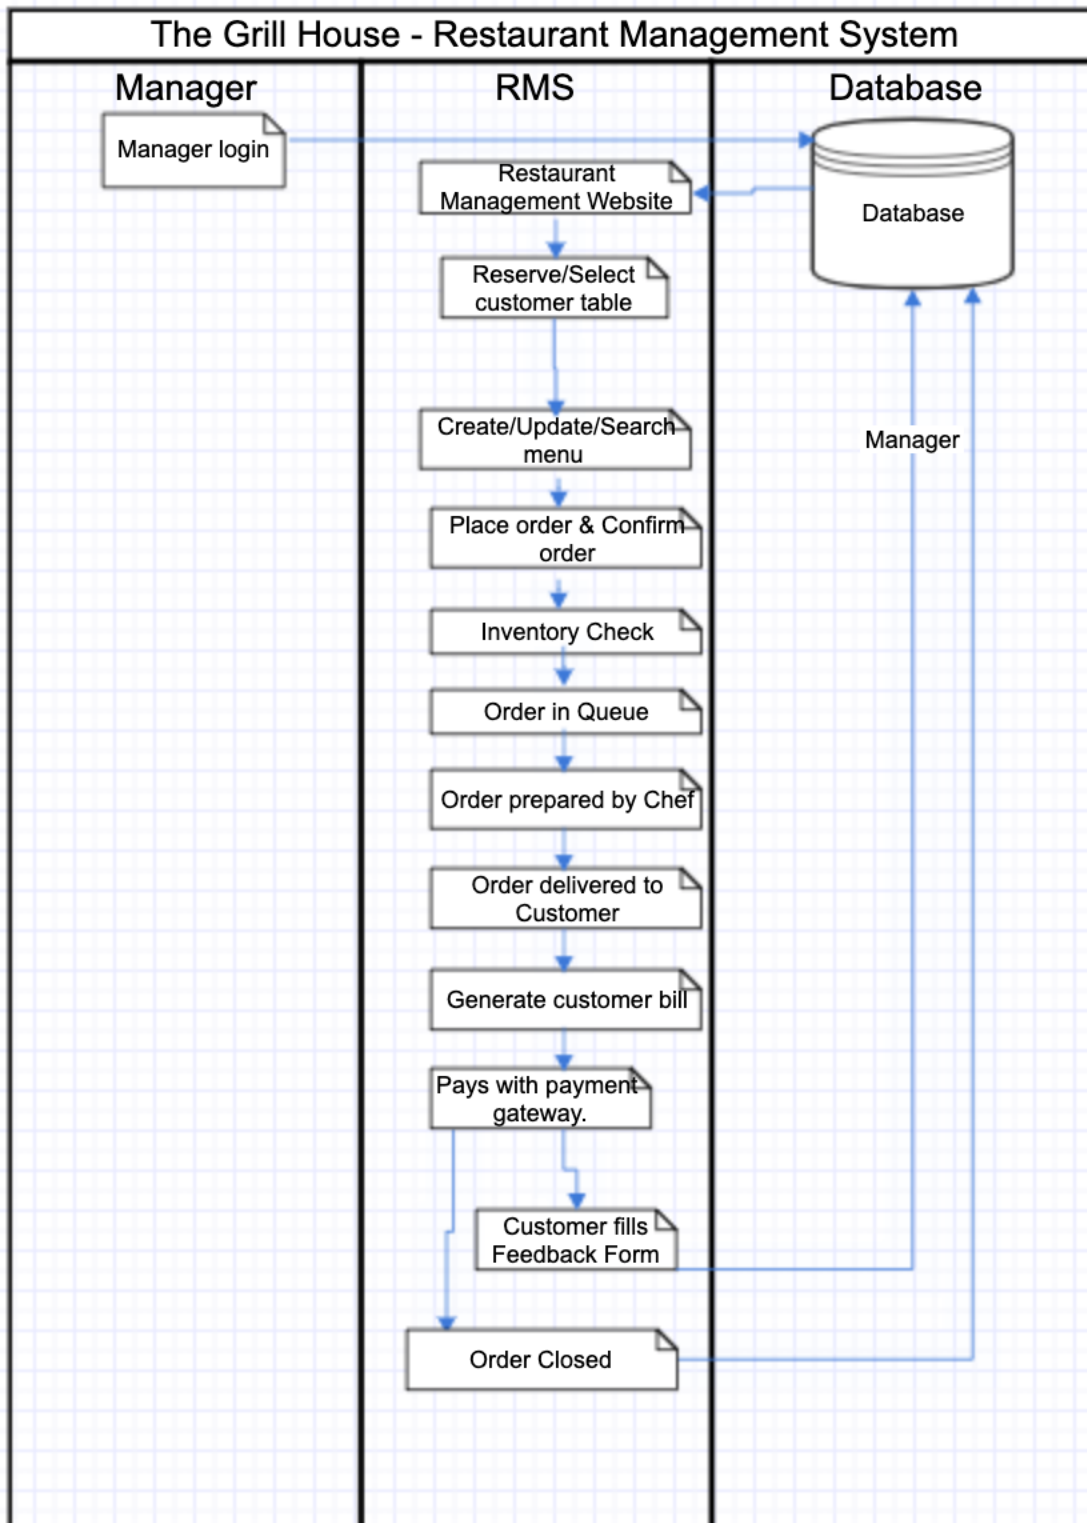 The Grill House - Restaurant Management System
Manager
RMS
Database
Manager login
Restaurant
Management Website
Database
Reserve/Select
customer table
Create/Update/Search
menu
Manager
Place order & Confirm
order
Inventory Check
Order in Queue
Order prepared by Chef
Order delivered to
Customer
Generate customer bill
Pays with payment
gateway.
Customer fills
Feedback Form
Order Closed